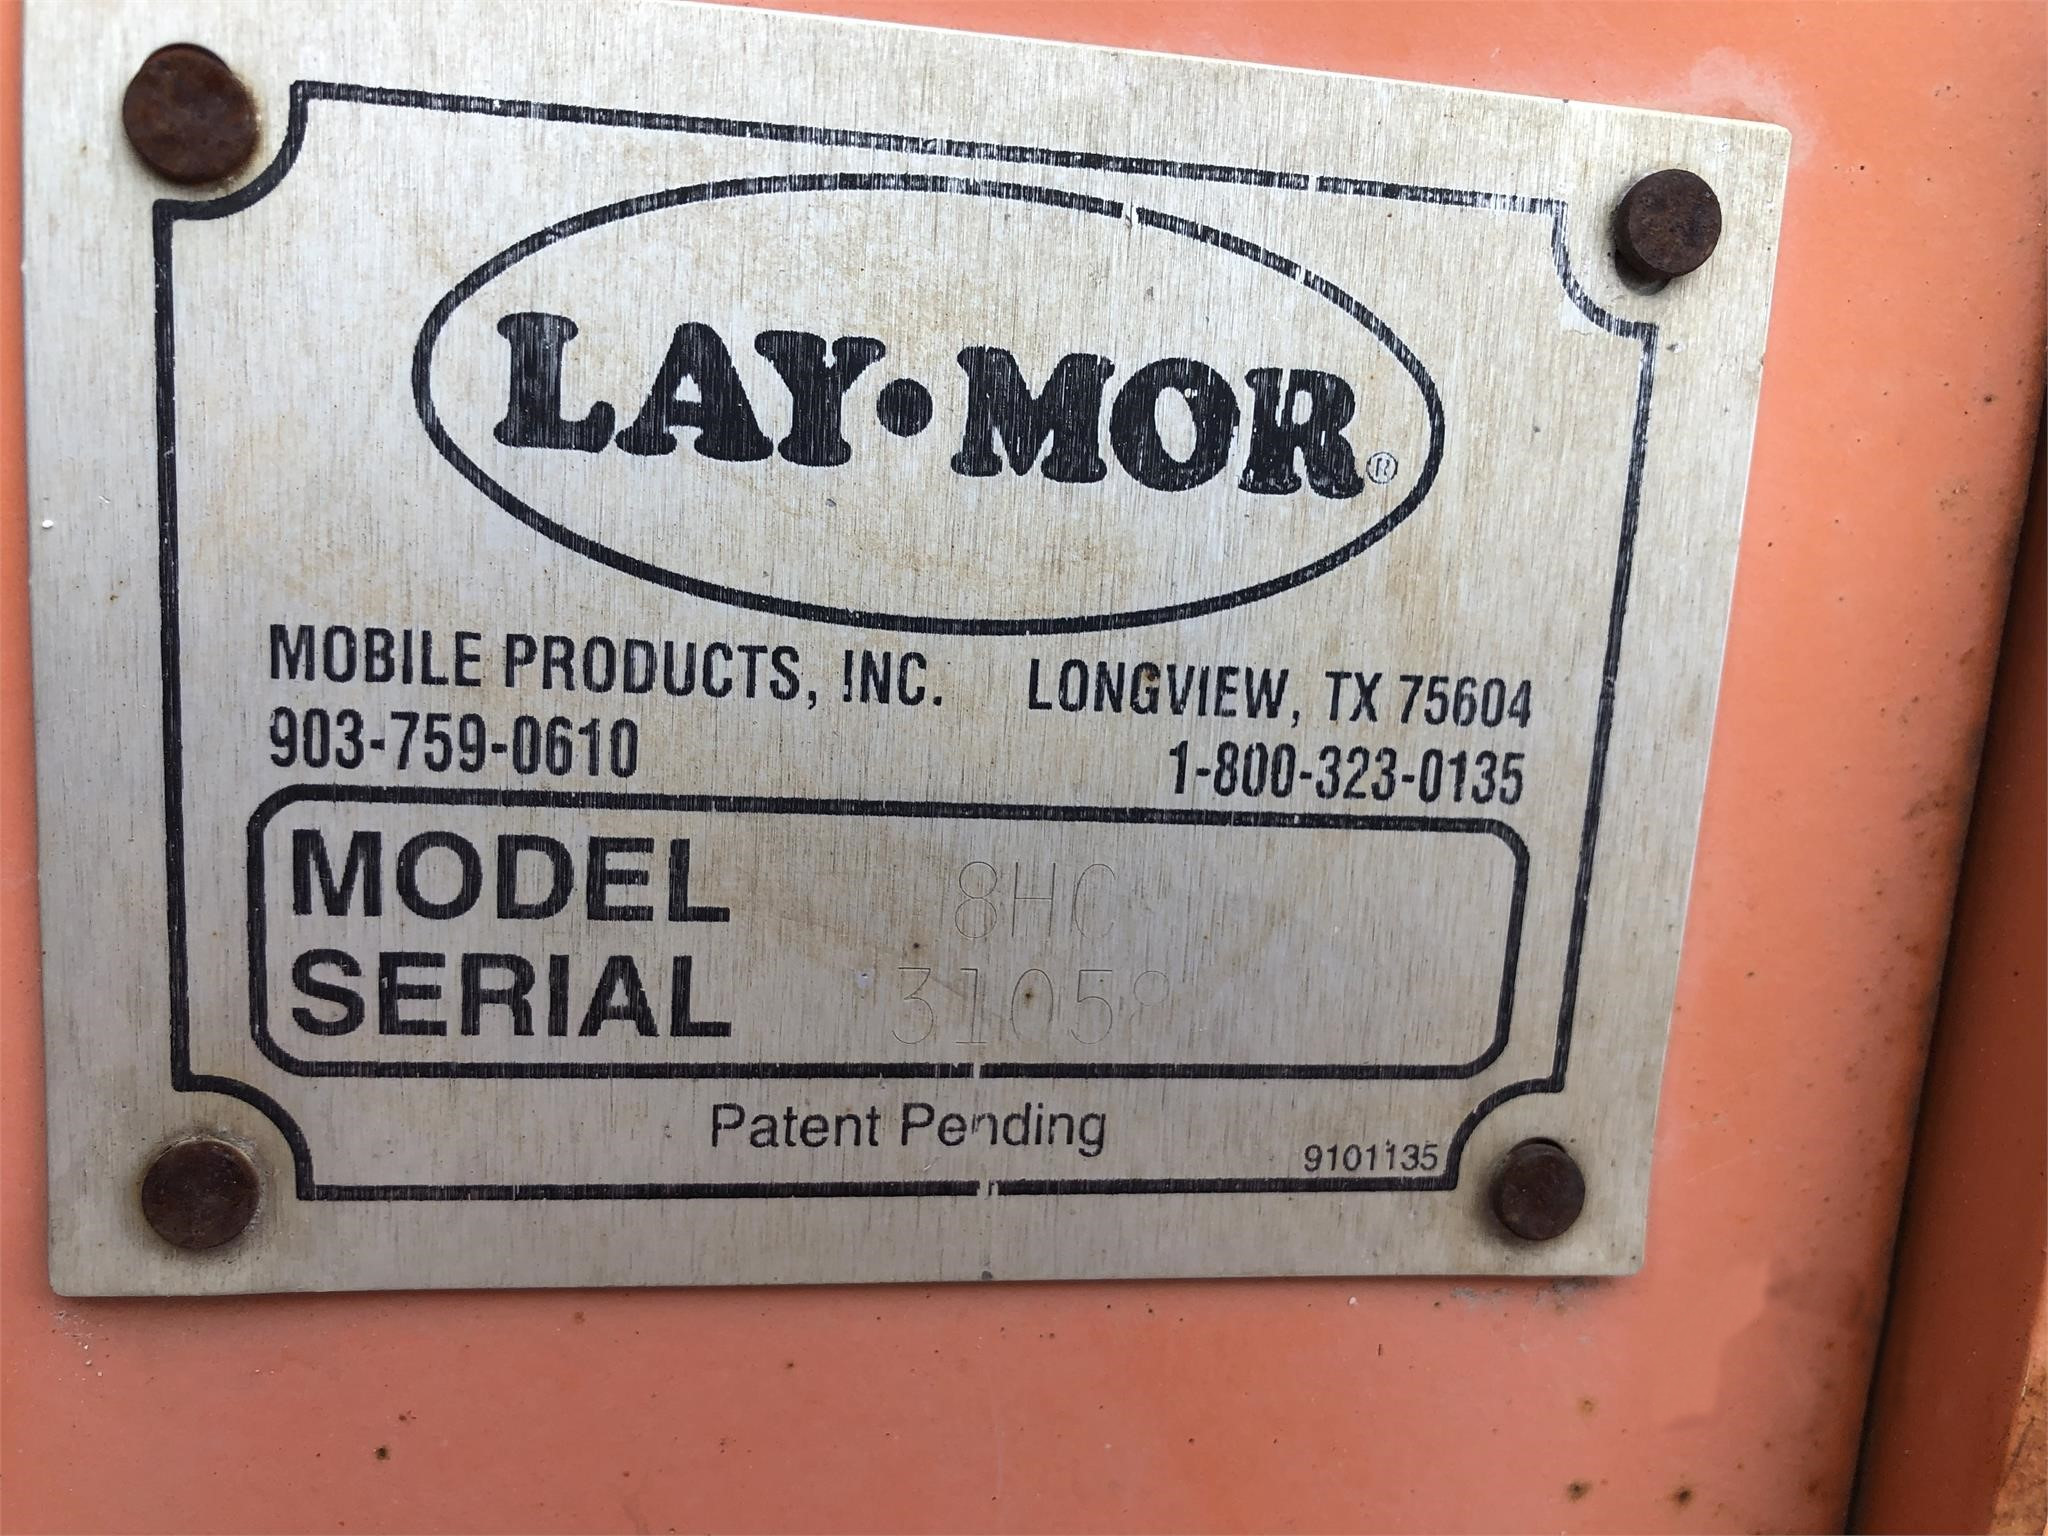 LAY•MOR®
MOBILE PRODUCTS, INC. LONGVIEW, TX 75604
903-759-0610 1-800-323-0135
MODEL 8HC
SERIAL 31058
Patent Pending
9101135